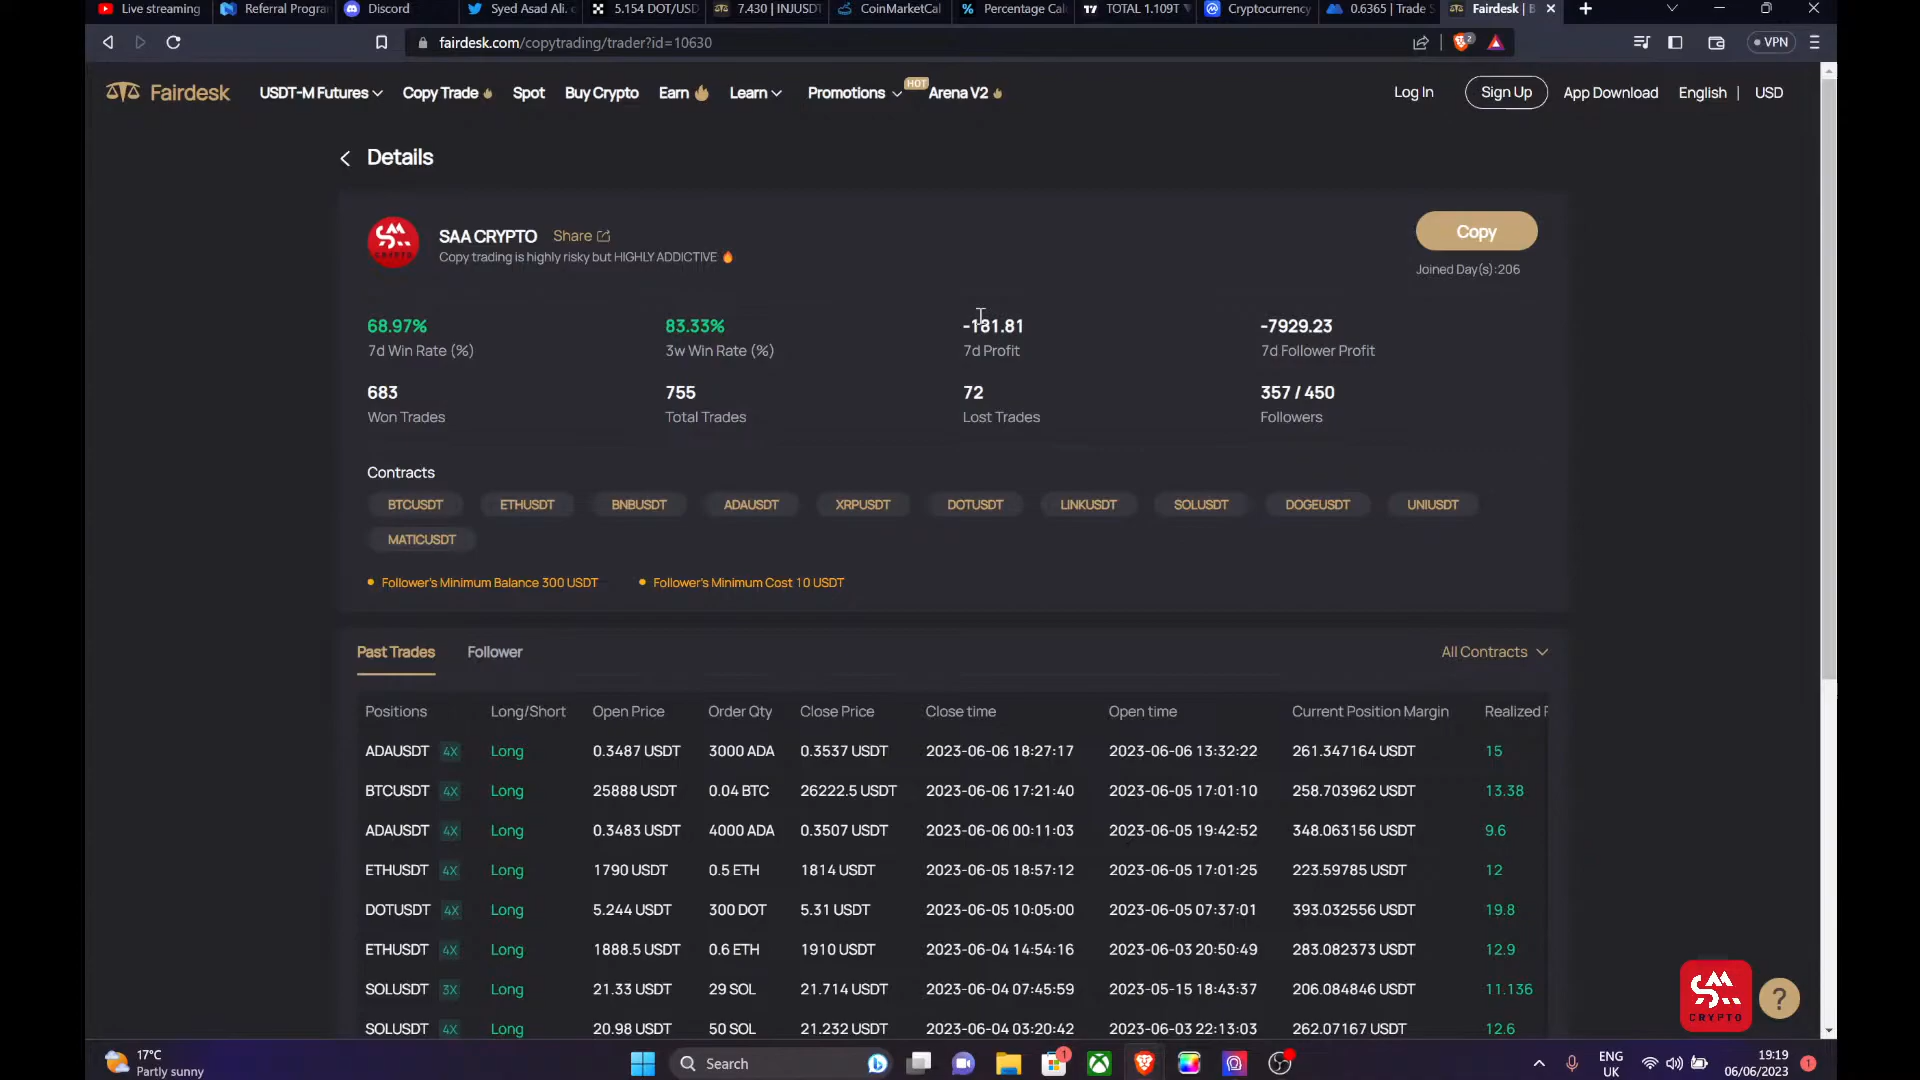 Live streaming Referral Progra Discord Syed Asad Ali. 5.154 DOT/USD 7.430 | INJUSDT CoinMarketCal Percentage Cal TOTAL 1.109T Cryptocurrency 0.6365 | Trade S Fairdesk | B
fairdesk.com/copytrading/trader?id=10630 2 VPN
Fairdesk USDT-M Futures Copy Trade Spot Buy Crypto Earn Learn Promotions HOT Arena V2 Log In Sign Up App Download English | USD
Details
SAA CRYPTO Share
Copy trading is highly risky but HIGHLY ADDICTIVE 🔥
Copy
Joined Day(s):206
68.97% 83.33% -181.81 -7929.23
7d Win Rate (%) 3w Win Rate (%) 7d Profit 7d Follower Profit
683 755 72 357 / 450
Won Trades Total Trades Lost Trades Followers
Contracts
BTCUSDT ETHUSDT BNBUSDT ADAUSDT XRPUSDT DOTUSDT LINKUSDT SOLUSDT DOGEUSDT UNIUSDT
MATICUSDT
Follower's Minimum Balance 300 USDT Follower's Minimum Cost 10 USDT
Past Trades Follower All Contracts
Positions Long/Short Open Price Order Qty Close Price Close time Open time Current Position Margin Realized P
ADAUSDT 4X Long 0.3487 USDT 3000 ADA 0.3537 USDT 2023-06-06 18:27:17 2023-06-06 13:32:22 261.347164 USDT 15
BTCUSDT 4X Long 25888 USDT 0.04 BTC 26222.5 USDT 2023-06-06 17:21:40 2023-06-05 17:01:10 258.703962 USDT 13.38
ADAUSDT 4X Long 0.3483 USDT 4000 ADA 0.3507 USDT 2023-06-06 00:11:03 2023-06-05 19:42:52 348.063156 USDT 9.6
ETHUSDT 4X Long 1790 USDT 0.5 ETH 1814 USDT 2023-06-05 18:57:12 2023-06-05 17:01:25 223.59785 USDT 12
DOTUSDT 4X Long 5.244 USDT 300 DOT 5.31 USDT 2023-06-05 10:05:00 2023-06-05 07:37:01 393.032556 USDT 19.8
ETHUSDT 4X Long 1888.5 USDT 0.6 ETH 1910 USDT 2023-06-04 14:54:16 2023-06-03 20:50:49 283.082373 USDT 12.9
SOLUSDT 3X Long 21.33 USDT 29 SOL 21.714 USDT 2023-06-04 07:45:59 2023-05-15 18:43:37 206.084846 USDT 11.136
SOLUSDT 4X Long 20.98 USDT 50 SOL 21.232 USDT 2023-06-04 03:20:42 2023-06-03 22:13:03 262.07167 USDT 12.6
CRYPTO ?
17°C
Partly sunny
Search 1 ENG
UK
19:19
06/06/2023 1